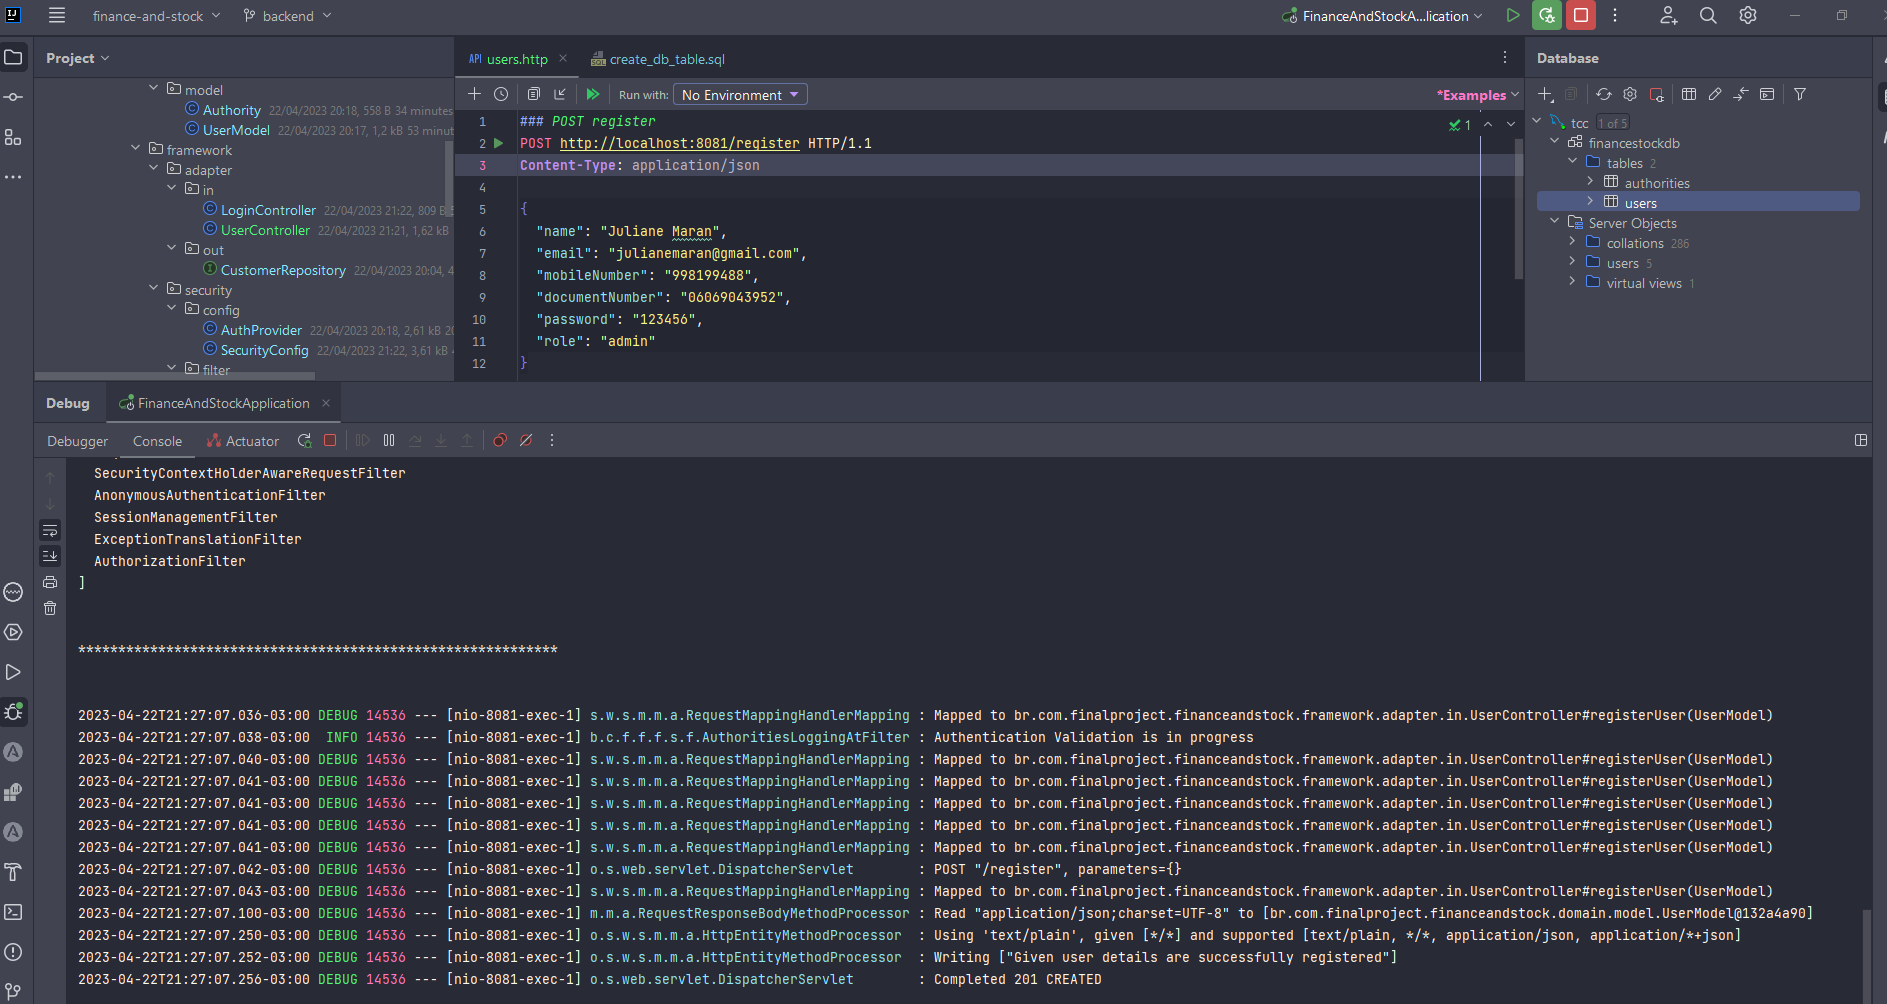 finance-and-stock
backend
FinanceAndStockA...lication
Project
model
Authority 22/04/2023 20:18, 558 B 34 minutes
UserModel 22/04/2023 20:17, 1,2 kB 53 minut
framework
adapter
in
LoginController 22/04/2023 21:22, 809 B
UserController 22/04/2023 21:21, 1,62 kB
out
CustomerRepository 22/04/2023 20:04, 4
security
config
AuthProvider 22/04/2023 20:18, 2,61 kB 20
SecurityConfig 22/04/2023 21:22, 3,61 kB
filter
API users.http
SQL create_db_table.sql
Run with: No Environment
*Examples
1 ### POST register
1
2 POST http://localhost:8081/register HTTP/1.1
3 Content-Type: application/json
4
5 {
6 "name": "Juliane Maran",
7 "email": "julianemaran@gmail.com",
8 "mobileNumber": "998199488",
9 "documentNumber": "06069043952",
10 "password": "123456",
11 "role": "admin"
12 }
Database
tcc 1 of 5
financestockdb
tables 2
authorities
users
Server Objects
collations 286
users 5
virtual views 1
Debug
FinanceAndStockApplication
Debugger Console Actuator
SecurityContextHolderAwareRequestFilter
AnonymousAuthenticationFilter
SessionManagementFilter
ExceptionTranslationFilter
AuthorizationFilter
]
************************************************************
2023-04-22T21:27:07.036-03:00 DEBUG 14536 --- [nio-8081-exec-1] s.w.s.m.m.a.RequestMappingHandlerMapping : Mapped to br.com.finalproject.financeandstock.framework.adapter.in.UserController#registerUser(UserModel)
2023-04-22T21:27:07.038-03:00 INFO 14536 --- [nio-8081-exec-1] b.c.f.f.f.s.f.AuthoritiesLoggingAtFilter : Authentication Validation is in progress
2023-04-22T21:27:07.040-03:00 DEBUG 14536 --- [nio-8081-exec-1] s.w.s.m.m.a.RequestMappingHandlerMapping : Mapped to br.com.finalproject.financeandstock.framework.adapter.in.UserController#registerUser(UserModel)
2023-04-22T21:27:07.041-03:00 DEBUG 14536 --- [nio-8081-exec-1] s.w.s.m.m.a.RequestMappingHandlerMapping : Mapped to br.com.finalproject.financeandstock.framework.adapter.in.UserController#registerUser(UserModel)
2023-04-22T21:27:07.041-03:00 DEBUG 14536 --- [nio-8081-exec-1] s.w.s.m.m.a.RequestMappingHandlerMapping : Mapped to br.com.finalproject.financeandstock.framework.adapter.in.UserController#registerUser(UserModel)
2023-04-22T21:27:07.041-03:00 DEBUG 14536 --- [nio-8081-exec-1] s.w.s.m.m.a.RequestMappingHandlerMapping : Mapped to br.com.finalproject.financeandstock.framework.adapter.in.UserController#registerUser(UserModel)
2023-04-22T21:27:07.041-03:00 DEBUG 14536 --- [nio-8081-exec-1] s.w.s.m.m.a.RequestMappingHandlerMapping : Mapped to br.com.finalproject.financeandstock.framework.adapter.in.UserController#registerUser(UserModel)
2023-04-22T21:27:07.042-03:00 DEBUG 14536 --- [nio-8081-exec-1] o.s.web.servlet.DispatcherServlet : POST "/register", parameters={}
2023-04-22T21:27:07.043-03:00 DEBUG 14536 --- [nio-8081-exec-1] s.w.s.m.m.a.RequestMappingHandlerMapping : Mapped to br.com.finalproject.financeandstock.framework.adapter.in.UserController#registerUser(UserModel)
2023-04-22T21:27:07.100-03:00 DEBUG 14536 --- [nio-8081-exec-1] m.m.a.RequestResponseBodyMethodProcessor : Read "application/json;charset=UTF-8" to [br.com.finalproject.financeandstock.domain.model.UserModel@132a4a90]
2023-04-22T21:27:07.250-03:00 DEBUG 14536 --- [nio-8081-exec-1] o.s.w.s.m.m.a.HttpEntityMethodProcessor : Using 'text/plain', given [*/*] and supported [text/plain, */*, application/json, application/*+json]
2023-04-22T21:27:07.252-03:00 DEBUG 14536 --- [nio-8081-exec-1] o.s.w.s.m.m.a.HttpEntityMethodProcessor : Writing ["Given user details are successfully registered"]
2023-04-22T21:27:07.256-03:00 DEBUG 14536 --- [nio-8081-exec-1] o.s.web.servlet.DispatcherServlet : Completed 201 CREATED